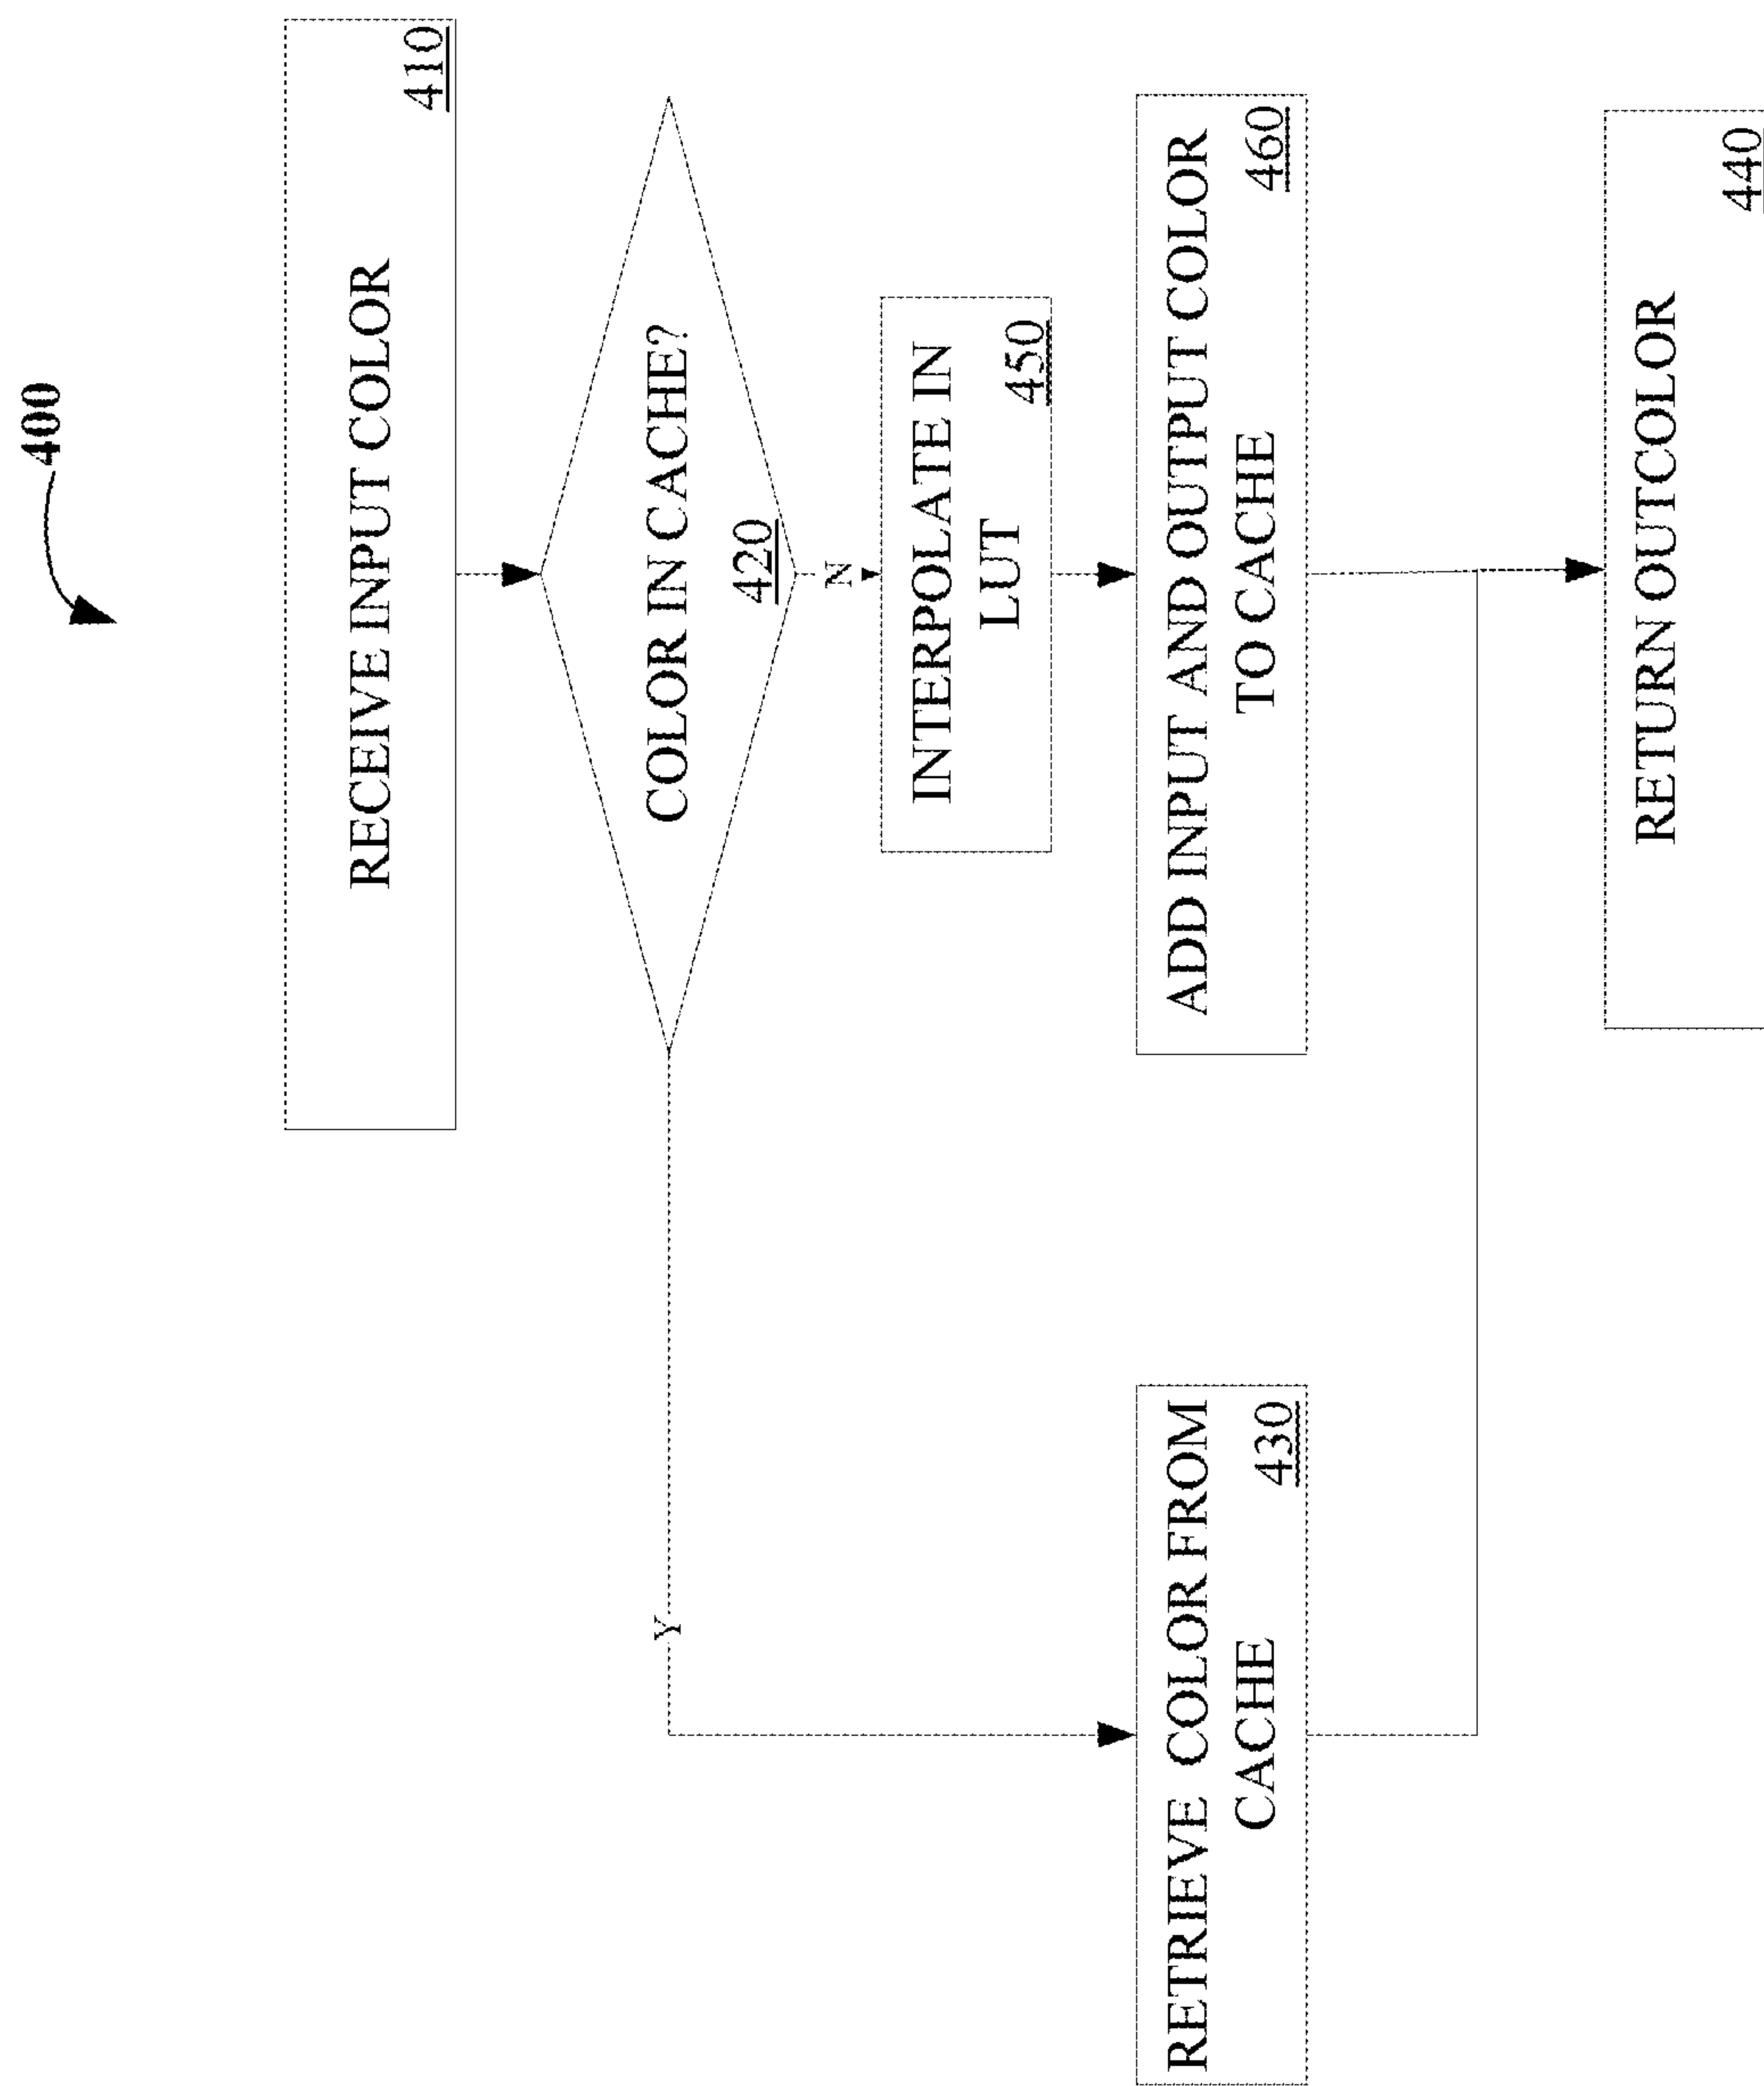 400
RECEIVE INPUT COLOR
410
COLOR IN CACHE?
420
Y
N
INTERPOLATE IN
LUT
450
RETRIEVE COLOR FROM
CACHE
430
ADD INPUT AND OUTPUT COLOR
TO CACHE
460
RETURN OUTCOLOR
440